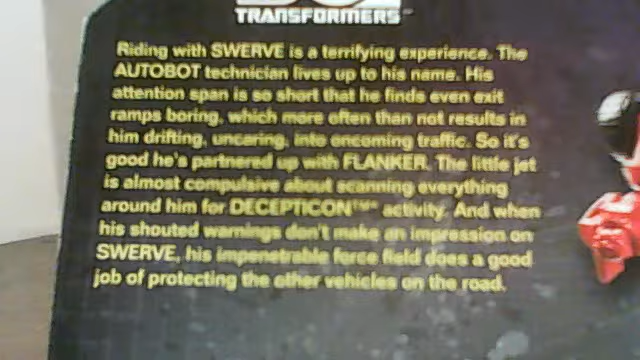 TRANSFORMERS™
Riding with SWERVE is a terrifying experience. The
AUTOBOT technician lives up to his name. His
attention span is so short that he finds even exit
ramps boring, which more often than not results in
him drifting, uncaring, into oncoming traffic. So it's
good he's partnered up with FLANKER. The little jet
is almost compulsive about scanning everything
around him for DECEPTICON™* activity. And when
his shouted warnings don't make an impression on
SWERVE, his impenetrable force field does a good
job of protecting the other vehicles on the road.